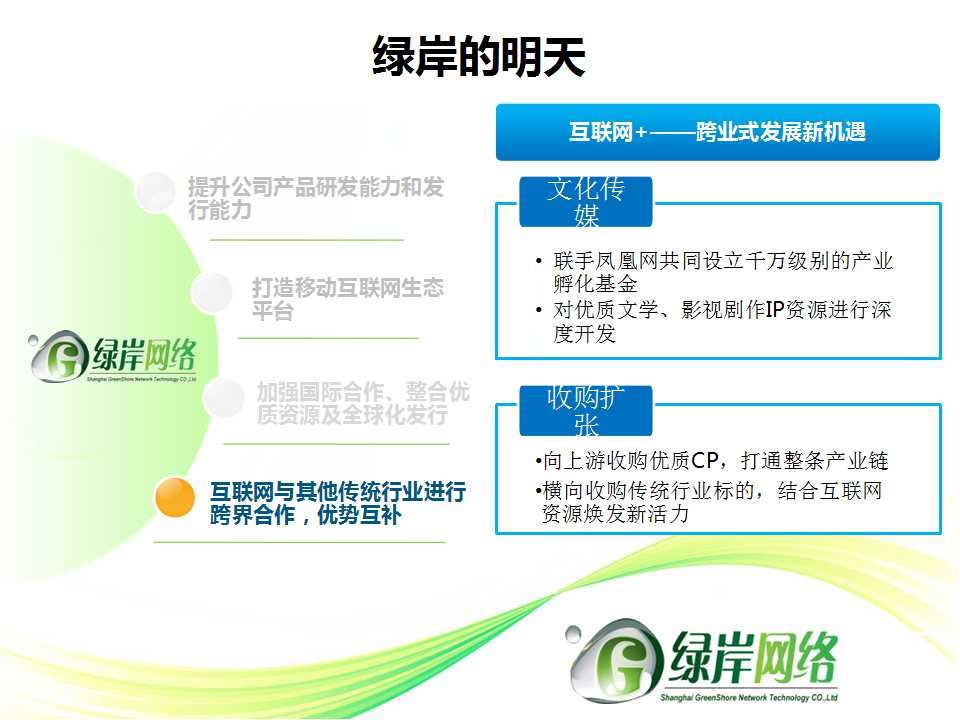 绿岸的明天
提升公司产品研发能力和发
行能力
打造移动互联网生态
平台
绿岸网络
Shanghai GreenShore Network Technology CO.,Ltd
加强国际合作、整合优
质资源及全球化发行
互联网与其他传统行业进行
跨界合作，优势互补
互联网+——跨业式发展新机遇
文化传
媒
• 联手凤凰网共同设立千万级别的产业
孵化基金
• 对优质文学、影视剧作IP资源进行深
度开发
收购扩
张
•向上游收购优质CP，打通整条产业链
•横向收购传统行业标的，结合互联网
资源焕发新活力
绿岸网络
Shanghai GreenShore Network Technology CO.,Ltd